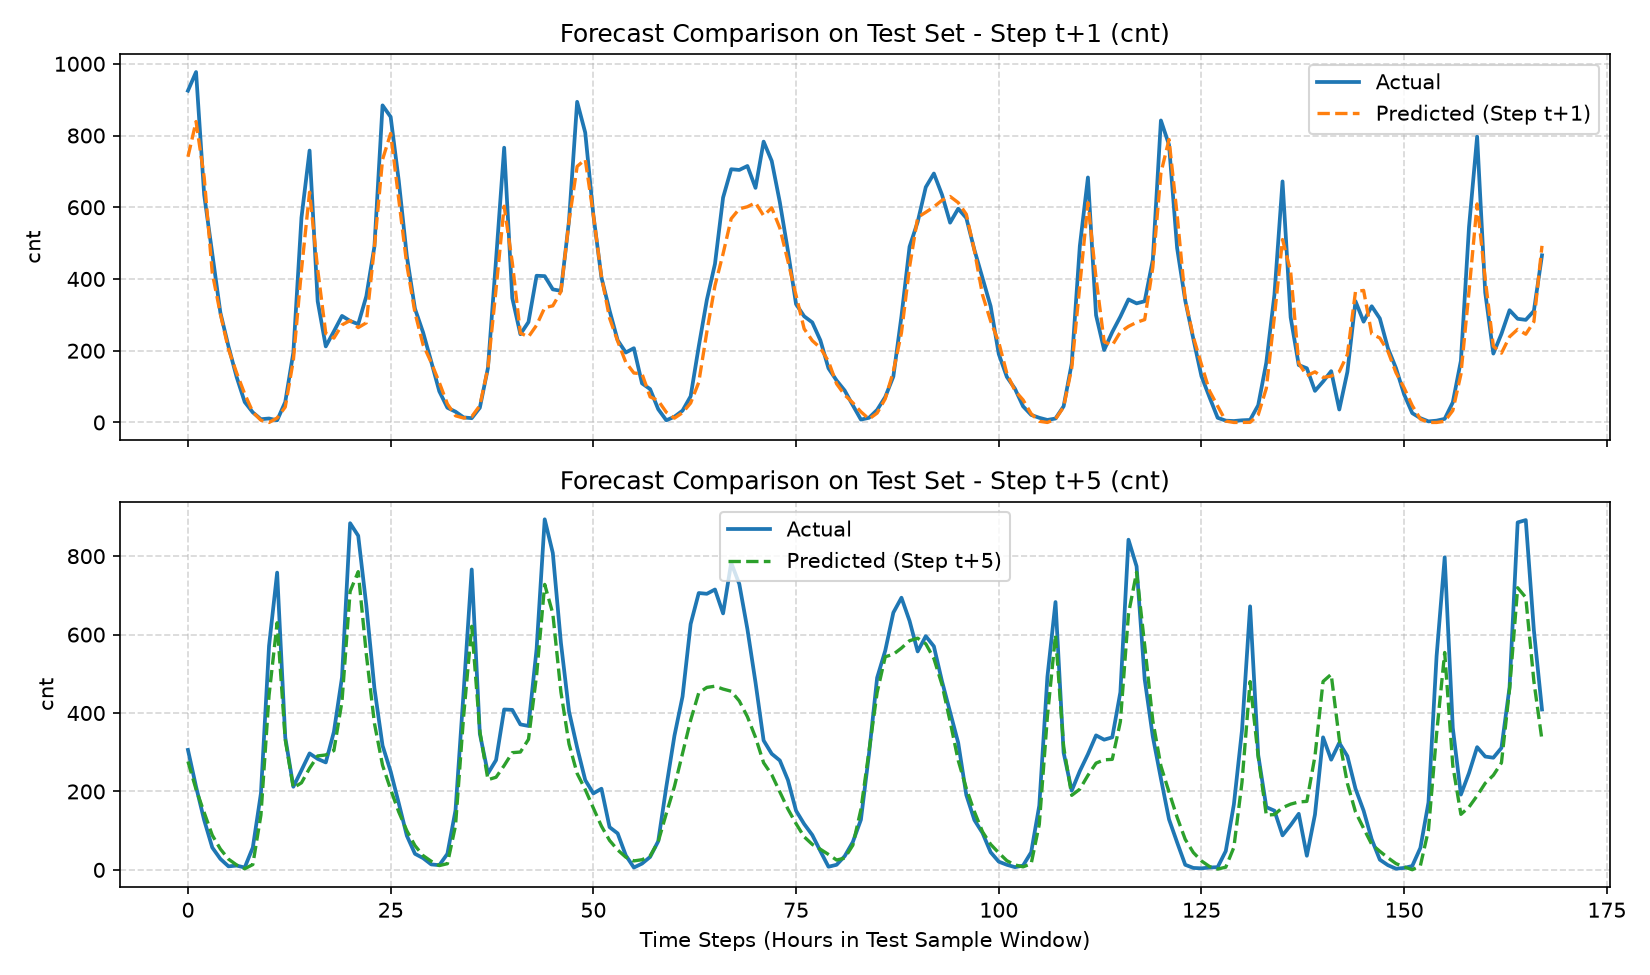 Forecast Comparison on Test Set - Step t+1 (cnt)
1000
800
600
400
200
0
cnt
Actual
Predicted (Step t+1)
Forecast Comparison on Test Set - Step t+5 (cnt)
800
600
400
200
0
cnt
Actual
Predicted (Step t+5)
0 25 50 75 100 125 150 175
Time Steps (Hours in Test Sample Window)